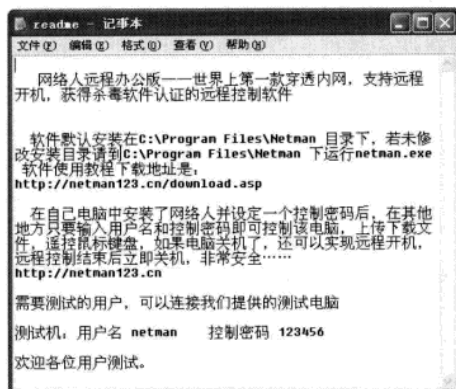 readme - 记事本
文件(F) 编辑(E) 格式(O) 查看(V) 帮助(H)
网络人远程办公版——世界上第一款穿透内网，支持远程
开机，获得杀毒软件认证的远程控制软件
软件默认安装在C:\Program Files\Netman 目录下，若未修
改安装目录请到C:\Program Files\Netman 下运行netman.exe
软件使用教程下载地址是：
http://netman123.cn/download.asp
在自己电脑中安装了网络人并设定一个控制密码后，在其他
地方只要输入用户名和控制密码即可控制该电脑，上传下载文
件，遥控鼠标键盘，如果电脑关机了，还可以实现远程开机，
远程控制结束后立即关机，非常安全……
http://netman123.cn
需要测试的用户，可以连接我们提供的测试电脑
测试机：用户名 netman 控制密码 123456
欢迎各位用户测试。